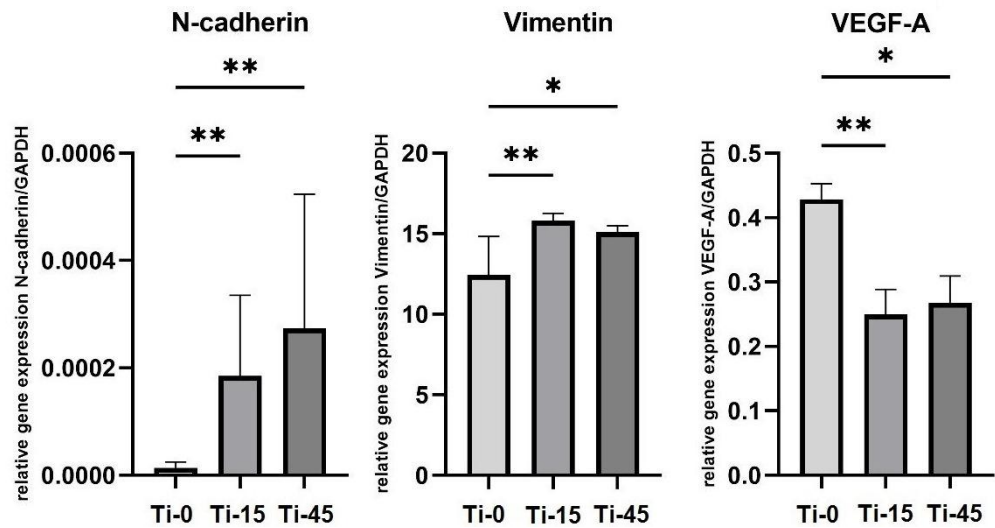 N-cadherin
**
**
relative gene expression N-cadherin/GAPDH
0.0006
0.0004
0.0002
0.0000
Ti-0 Ti-15 Ti-45
Vimentin
*
**
relative gene expression Vimentin/GAPDH
20
15
10
5
0
Ti-0 Ti-15 Ti-45
VEGF-A
*
**
relative gene expression VEGF-A/GAPDH
0.5
0.4
0.3
0.2
0.1
0.0
Ti-0 Ti-15 Ti-45